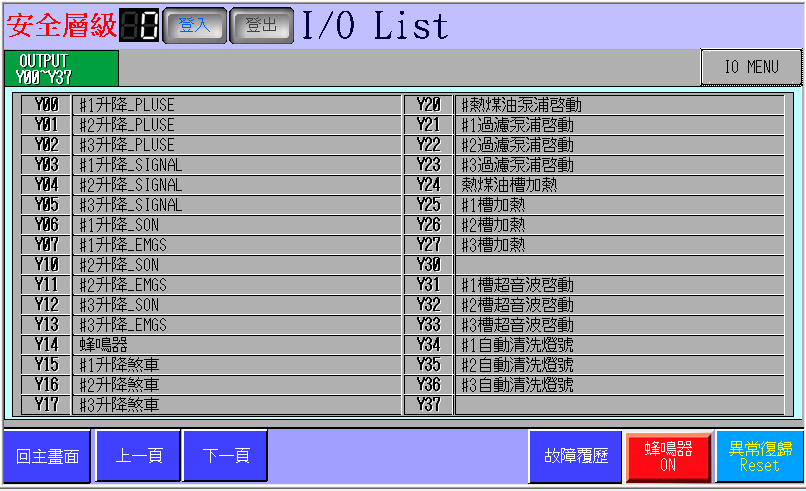 安全層級 0 登入 登出 I/O List
OUTPUT
Y00~Y37
IO MENU
Y00 #1升降_PLUSE Y20 #熱煤油泵浦啓動
Y01 #2升降_PLUSE Y21 #1過濾泵浦啓動
Y02 #3升降_PLUSE Y22 #2過濾泵浦啓動
Y03 #1升降_SIGNAL Y23 #3過濾泵浦啓動
Y04 #2升降_SIGNAL Y24 熱煤油槽加熱
Y05 #3升降_SIGNAL Y25 #1槽加熱
Y06 #1升降_SON Y26 #2槽加熱
Y07 #1升降_EMGS Y27 #3槽加熱
Y10 #2升降_SON Y30
Y11 #2升降_EMGS Y31 #1槽超音波啓動
Y12 #3升降_SON Y32 #2槽超音波啓動
Y13 #3升降_EMGS Y33 #3槽超音波啓動
Y14 蜂鳴器 Y34 #1自動清洗燈號
Y15 #1升降煞車 Y35 #2自動清洗燈號
Y16 #2升降煞車 Y36 #3自動清洗燈號
Y17 #3升降煞車 Y37
回主畫面 上一頁 下一頁 故障覆歷 蜂鳴器 異常復歸
ON Reset